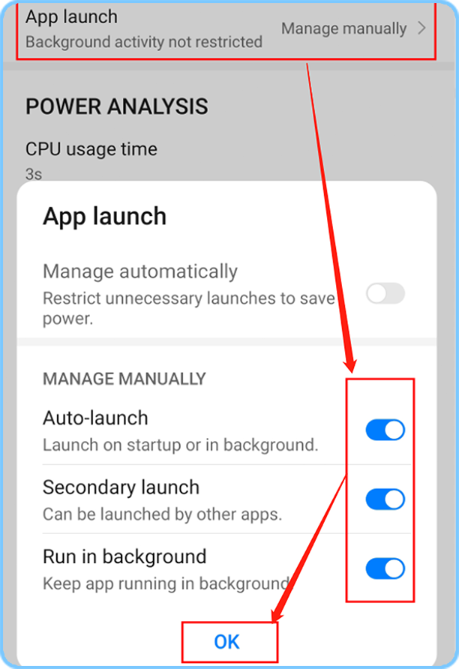 App launch
Background activity not restricted
Manage manually
POWER ANALYSIS
CPU usage time
3s
App launch
Manage automatically
Restrict unnecessary launches to save
power.
MANAGE MANUALLY
Auto-launch
Launch on startup or in background.
Secondary launch
Can be launched by other apps.
Run in background
Keep app running in background.
OK